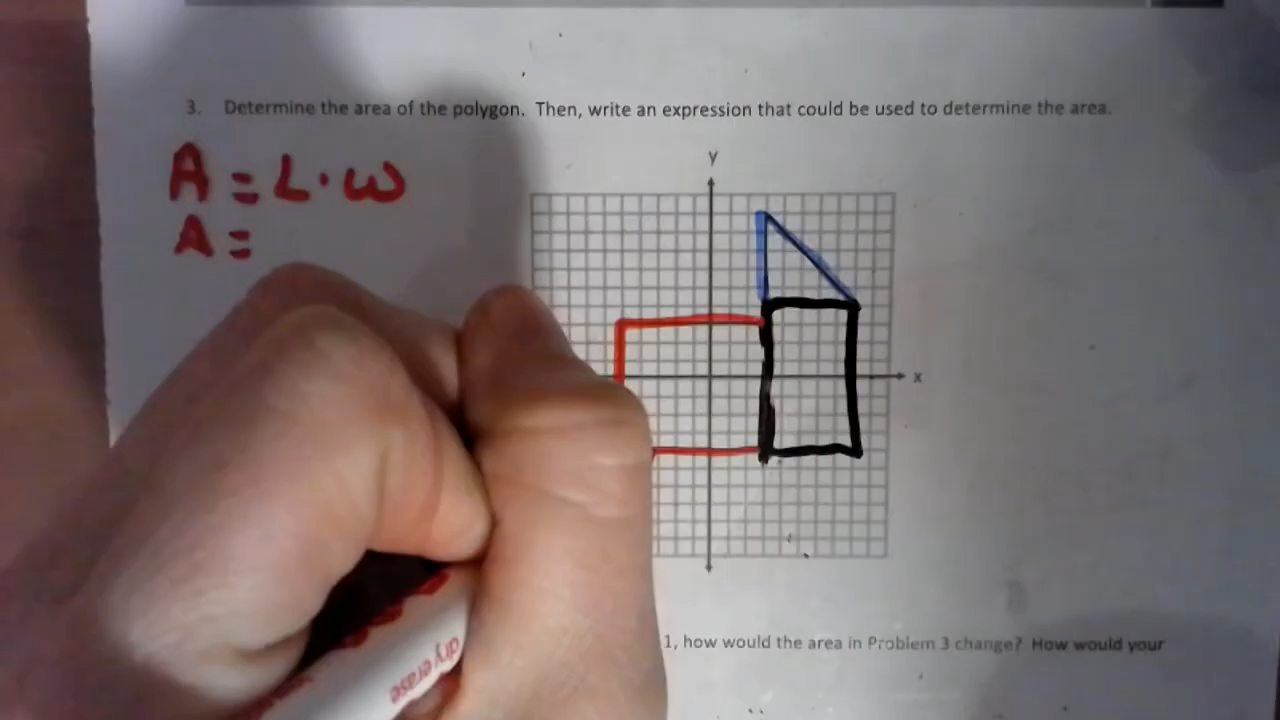 3. Determine the area of the polygon. Then, write an expression that could be used to determine the area.
A = L · W
A =
y
x
1, how would the area in Problem 3 change? How would your
dry erase